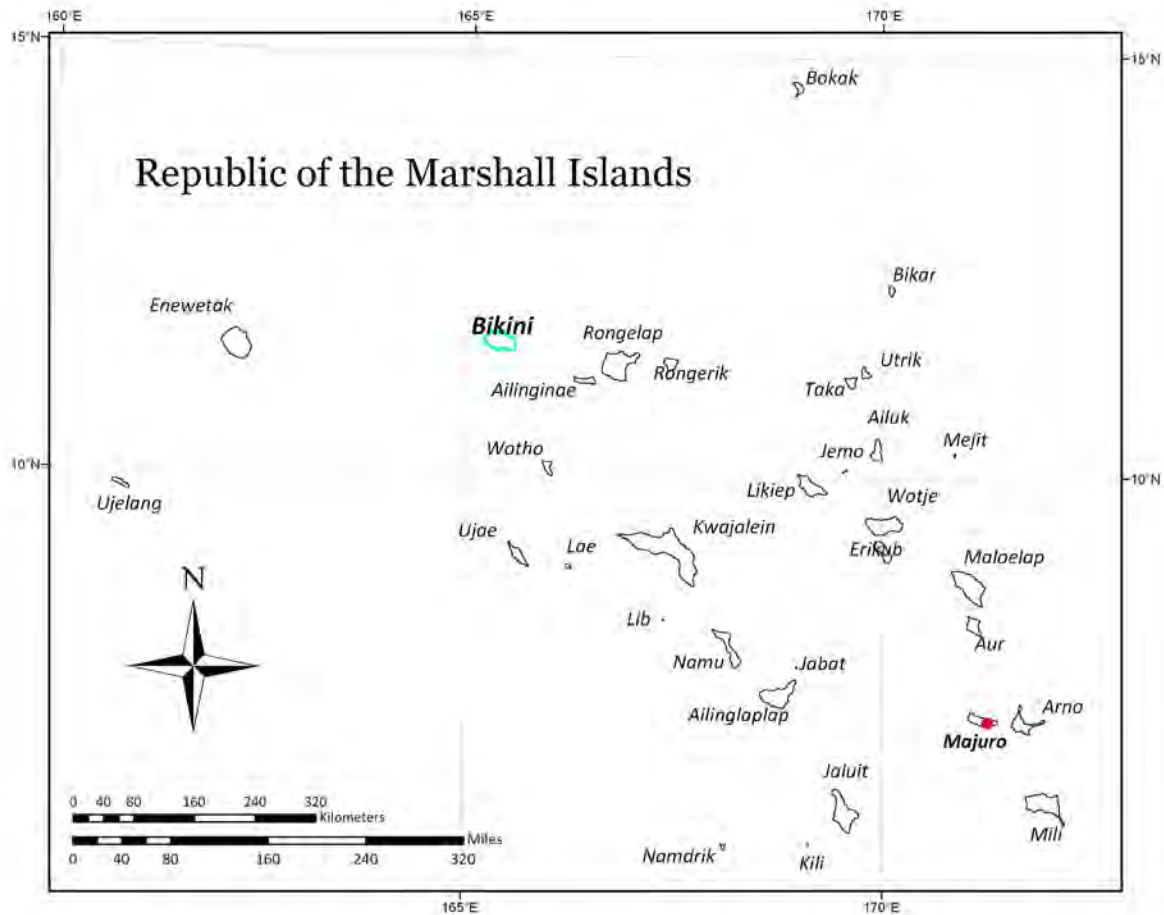 160°E 165°E 170°E
15°N 15°N
Bokak
Republic of the Marshall Islands
Bikar
Enewetak
Bikini
Rongelap
Rongerik
Utrik
Ailinginae
Taka
Ailuk
Wotho
Jemo
Mejit
10°N 10°N
Likiep
Wotje
Ujelang
Ujae
Lae
Kwajalein
Erikub
Maloelap
N
Lib
Namu
Jabat
Aur
Ailinglaplap
Arno
Majuro
Jaluit
0 40 80 160 240 320
Kilometers
Miles
0 40 80 160 240 320
Mili
Namdrik
Kili
165°E 170°E